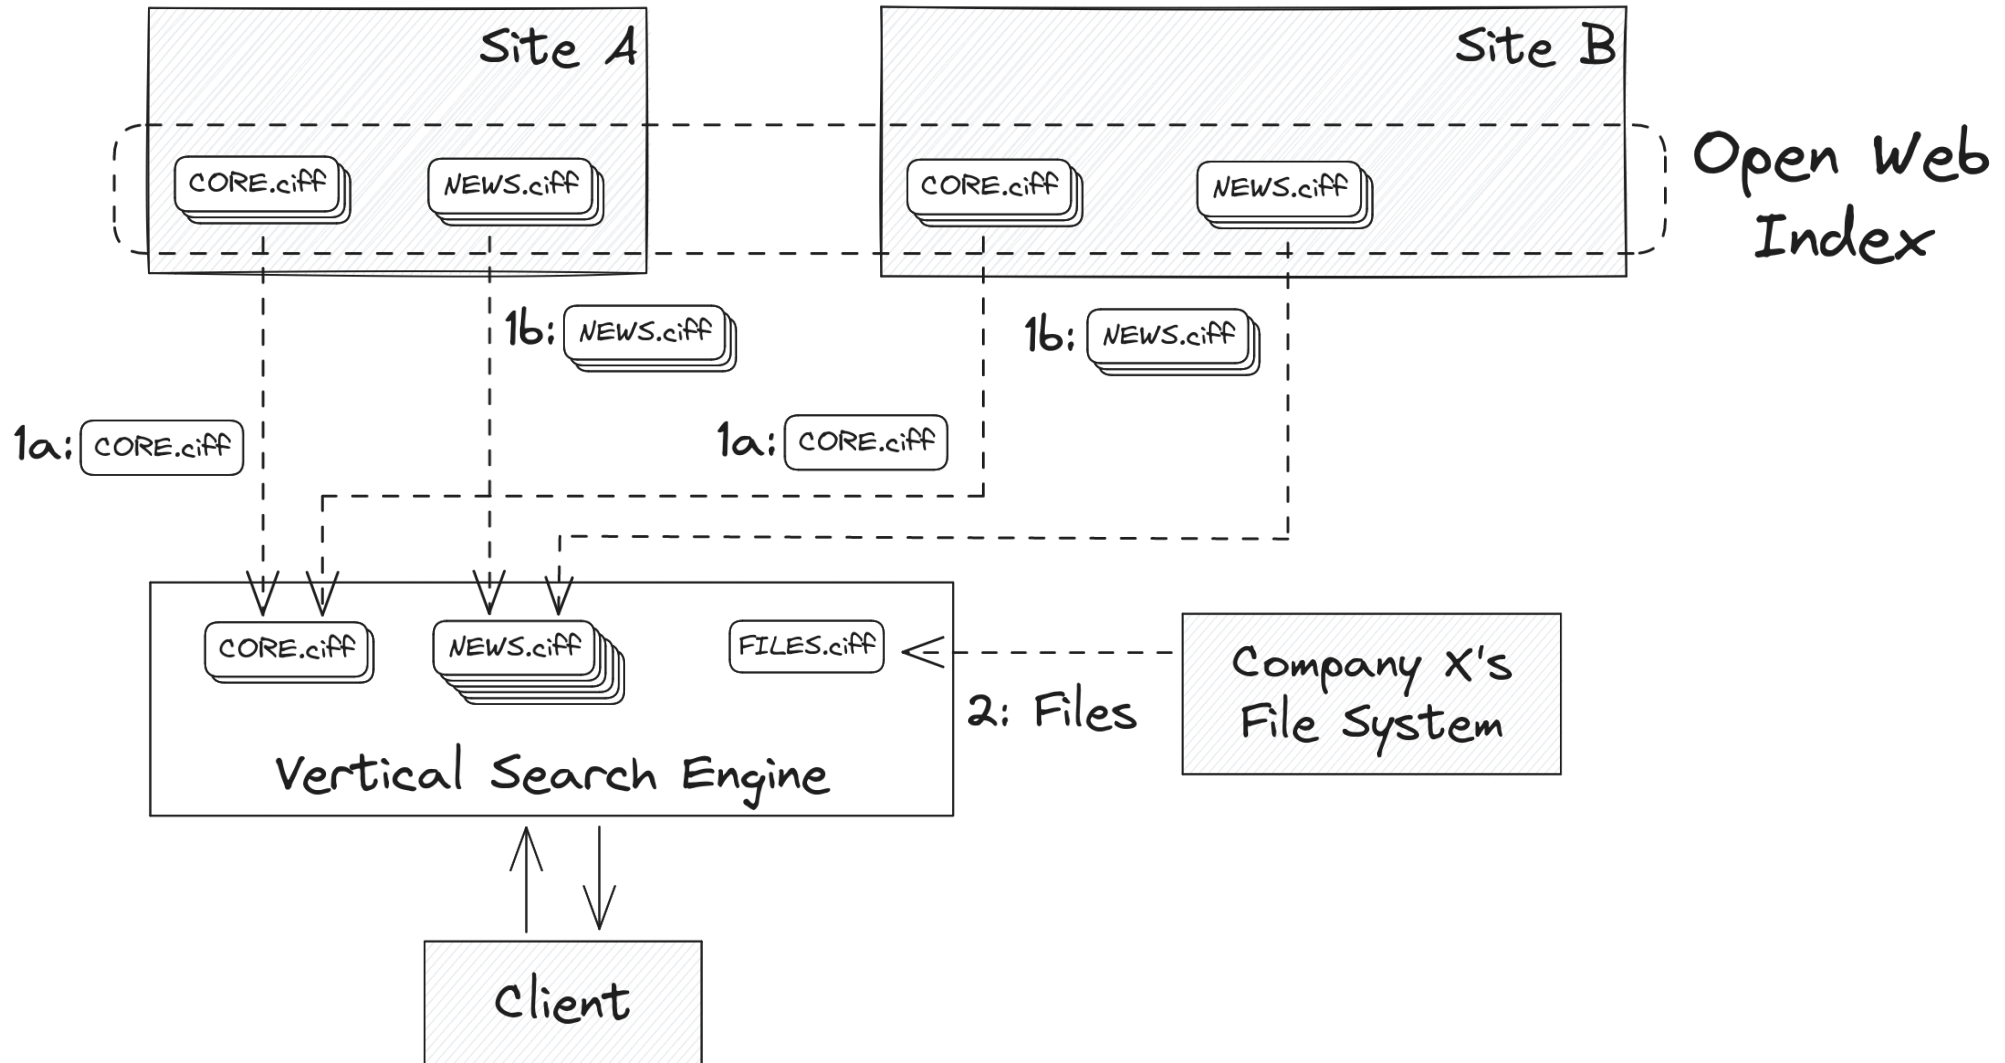 Site A
Site B
CORE.ciff
NEWS.ciff
CORE.ciff
NEWS.ciff
Open Web
Index
1b:
NEWS.ciff
1b:
NEWS.ciff
1a:
CORE.ciff
1a:
CORE.ciff
CORE.ciff
NEWS.ciff
FILES.ciff
Company X's
File System
2: Files
Vertical Search Engine
Client